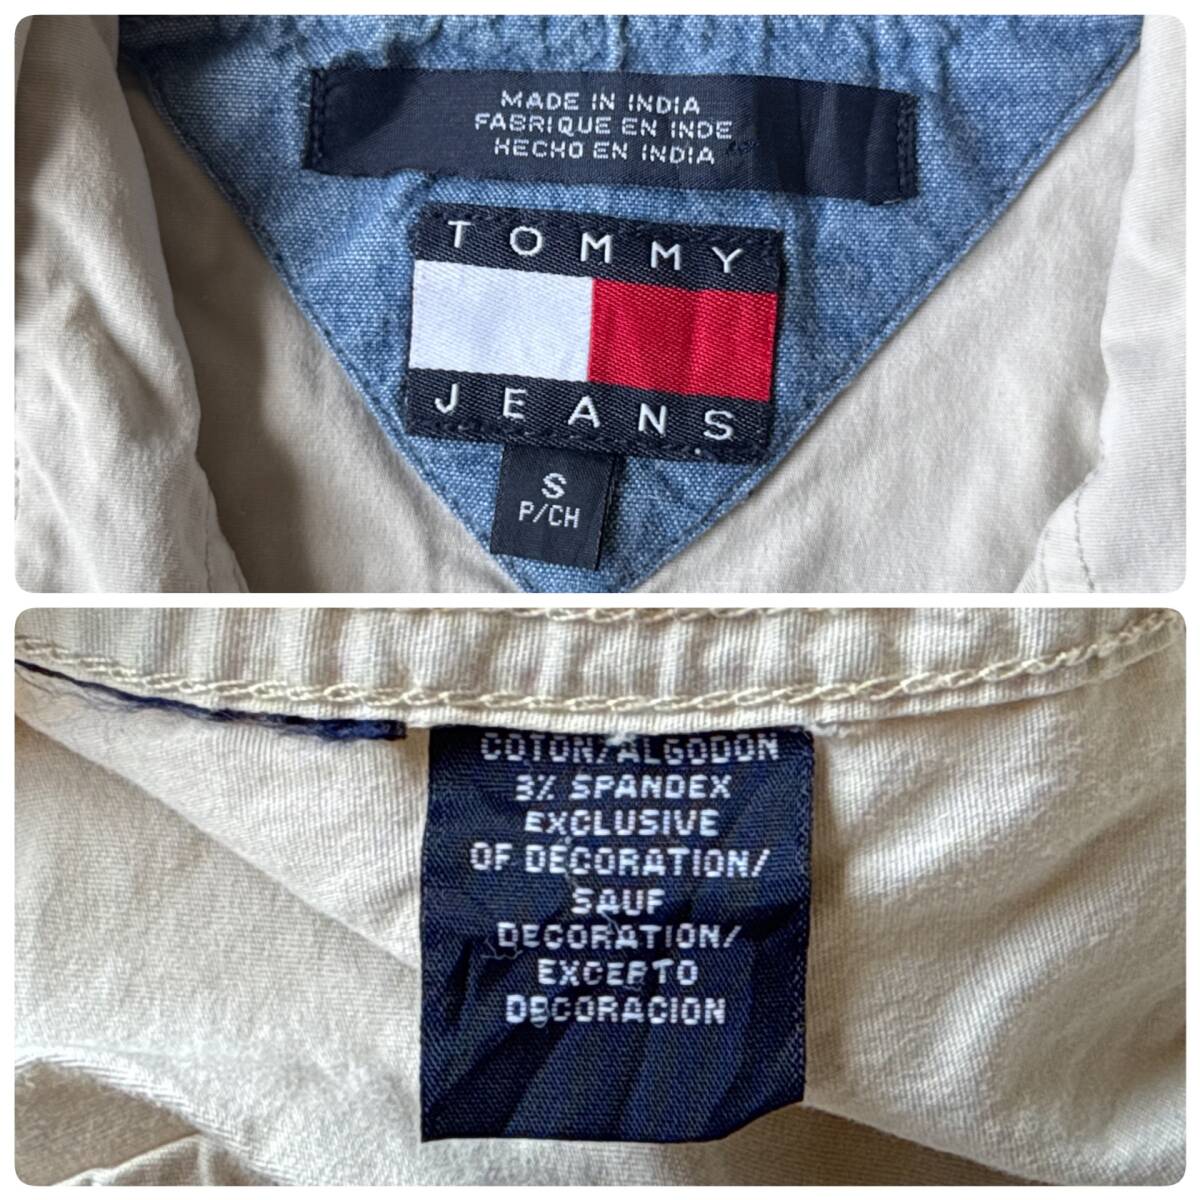 MADE IN INDIA
FABRIQUE EN INDE
HECHO EN INDIA
TOMMY
JEANS
S
P/CH
COTON/ALGODON
3% SPANDEX
EXCLUSIVE
OF DECORATION/
SAUF
DECORATION/
EXCEPTO
DECORACION